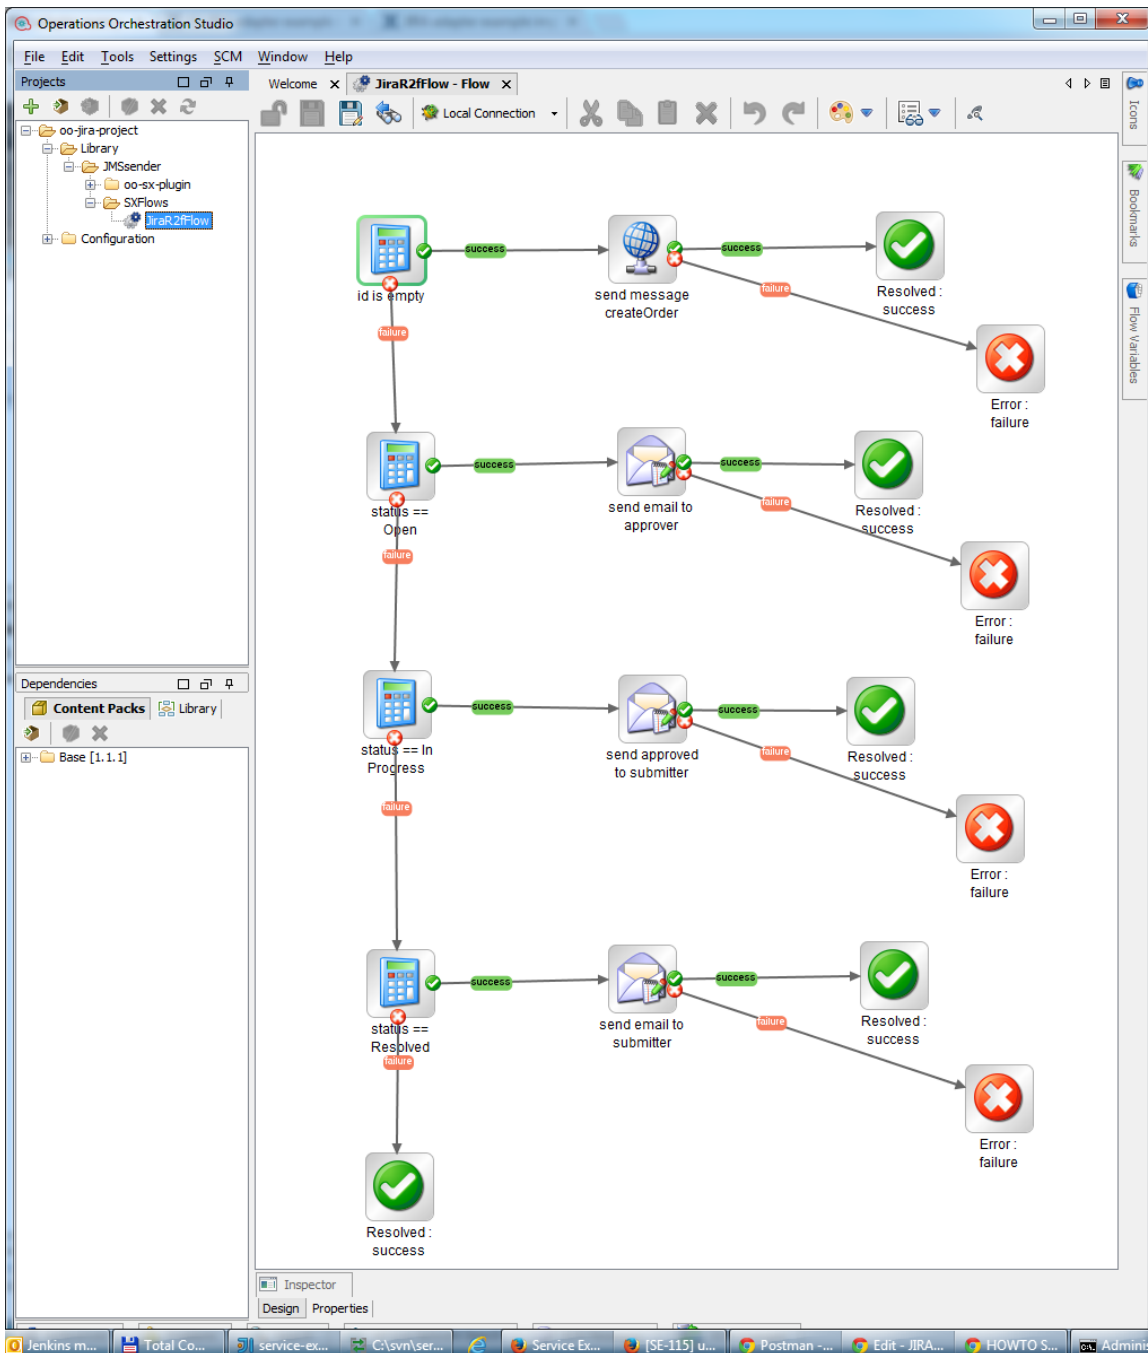 Operations Orchestration Studio
File Edit Tools Settings SCM Window Help
Projects
Welcome
JiraR2fFlow - Flow
Local Connection
oo-jira-project
Library
JMSsender
oo-sx-plugin
SXFlows
JiraR2fFlow
Configuration
Icons
Bookmarks
Flow Variables
id is empty
success
send message
createOrder
success
Resolved :
success
failure
Error :
failure
failure
status ==
Open
success
send email to
approver
success
Resolved :
success
failure
Error :
failure
failure
status == In
Progress
success
send approved
to submitter
success
Resolved :
success
failure
Error :
failure
failure
status ==
Resolved
success
send email to
submitter
success
Resolved :
success
failure
Error :
failure
failure
Resolved :
success
Dependencies
Content Packs
Library
Base [1.1.1]
Inspector
Design Properties
Jenkins m...
Total Co...
service-ex...
C:\svn\ser...
Service Ex...
[SE-115] u...
Postman -...
Edit - JIRA...
HOWTO S...
Admini